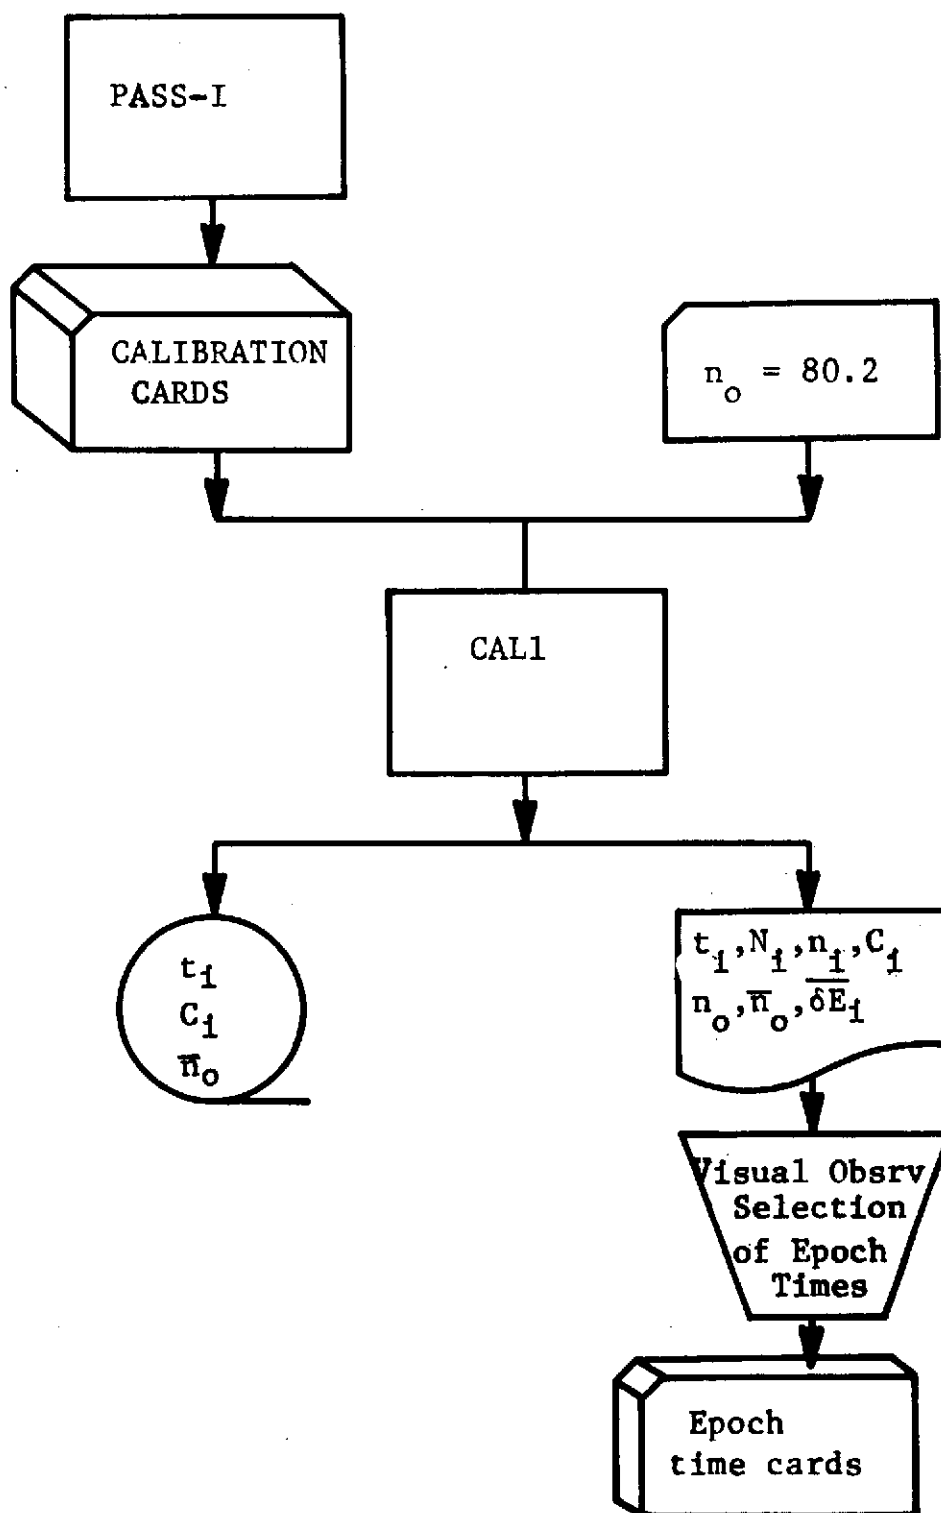 PASS-I
CALIBRATION
CARDS
n_o = 80.2
CAL1
t_i
C_i
n̅_o
t_i,N_i,n_i,C_i
n_o,n̅_o,δ̅E̅_i
Visual Obsrv
Selection
of Epoch
Times
Epoch
time cards